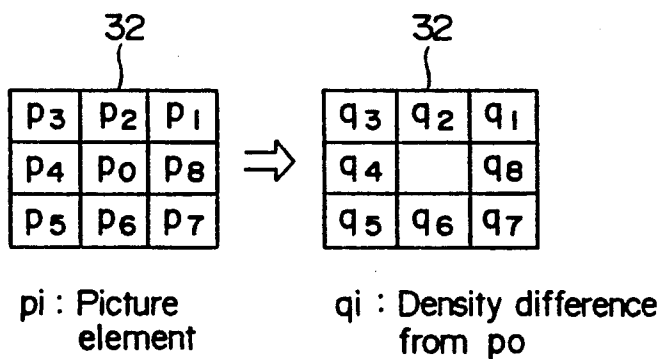 32 32
p3 p2 p1 q3 q2 q1
p4 p0 p8 q4 q8
p5 p6 p7 q5 q6 q7
pi : Picture element
qi : Density difference from po